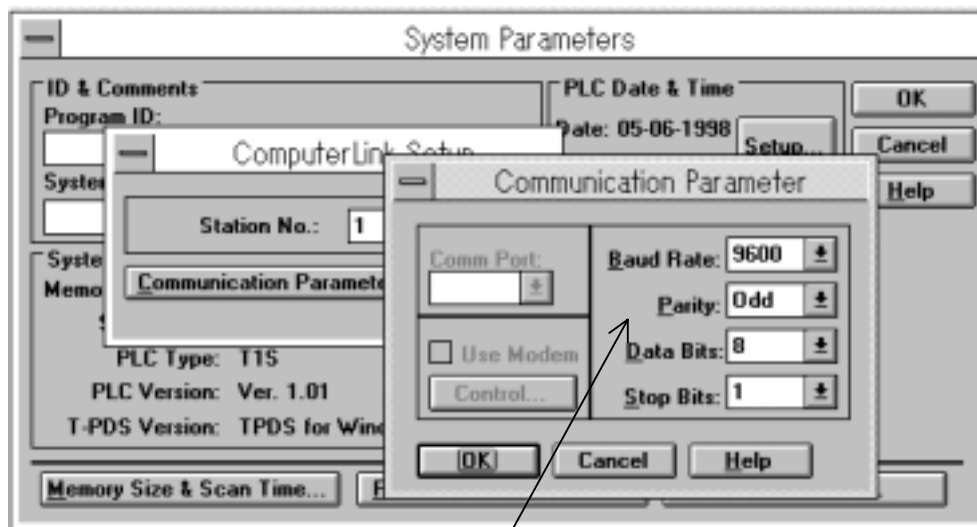 System Parameters
ID & Comments
Program ID:
PLC Date & Time
Date: 05-06-1998
Setup...
OK
Cancel
Help
ComputerLink Setup
Station No.: 1
Communication
Communication Parameter
Comm Port:
Use Modem
Control...
Baud Rate: 9600
Parity: Odd
Data Bits: 8
Stop Bits: 1
OK
Cancel
Help
PLC Type: T1S
PLC Version: Ver. 1.01
T-PDS Version: TPDS for
Memory Size & Scan Time...